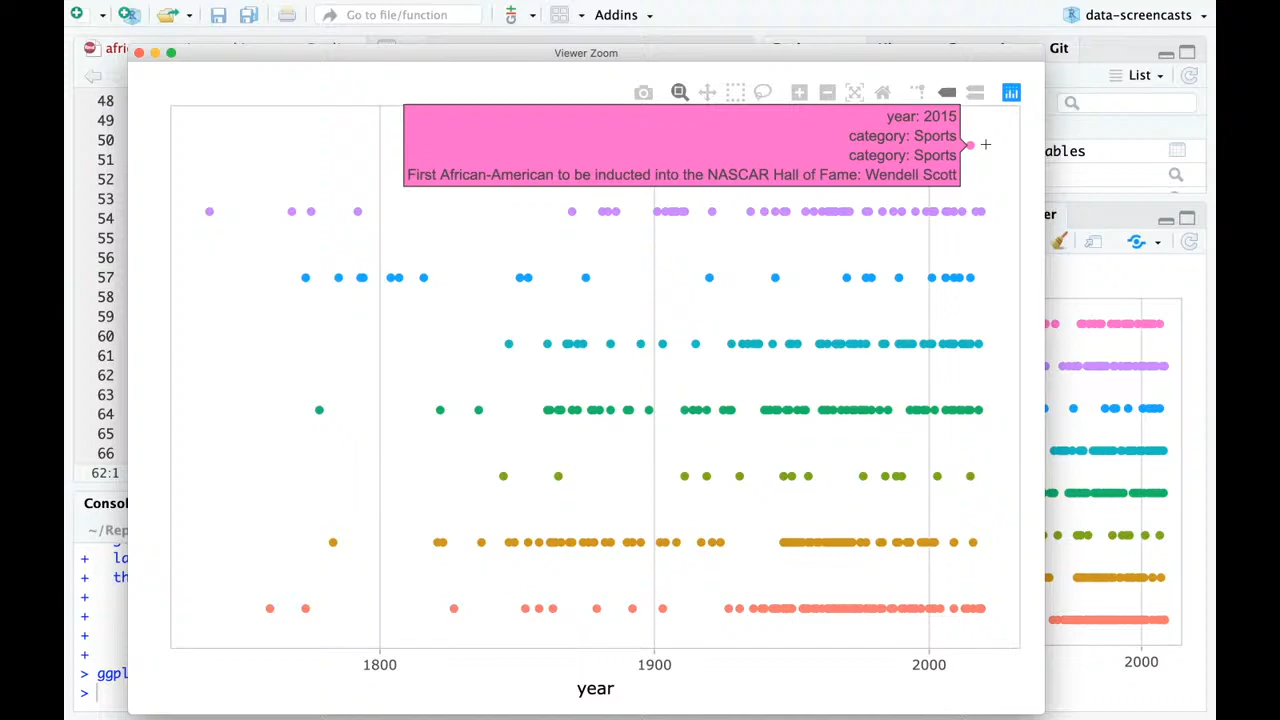 Go to file/function
Addins
data-screencasts
Viewer Zoom
Git
List
48
49
50
51
52
53
54
55
56
57
58
59
60
61
62
63
64
65
66
62:1
year: 2015
category: Sports
category: Sports
First African-American to be inducted into the NASCAR Hall of Fame: Wendell Scott
1800
1900
2000
year
2000
+
+
+
+
+
+
>
>